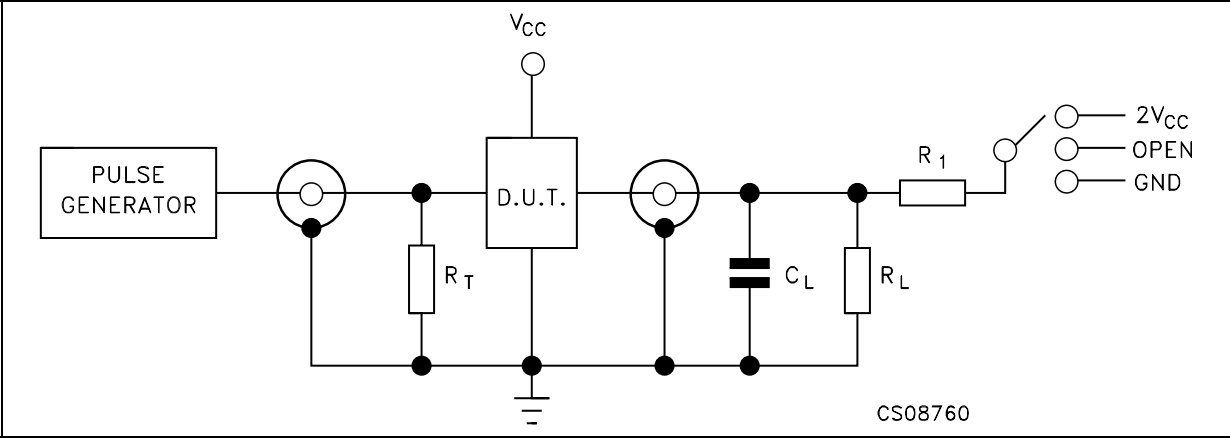 VCC
PULSE
GENERATOR
D.U.T.
RT
CL
RL
R1
2VCC
OPEN
GND
CS08760